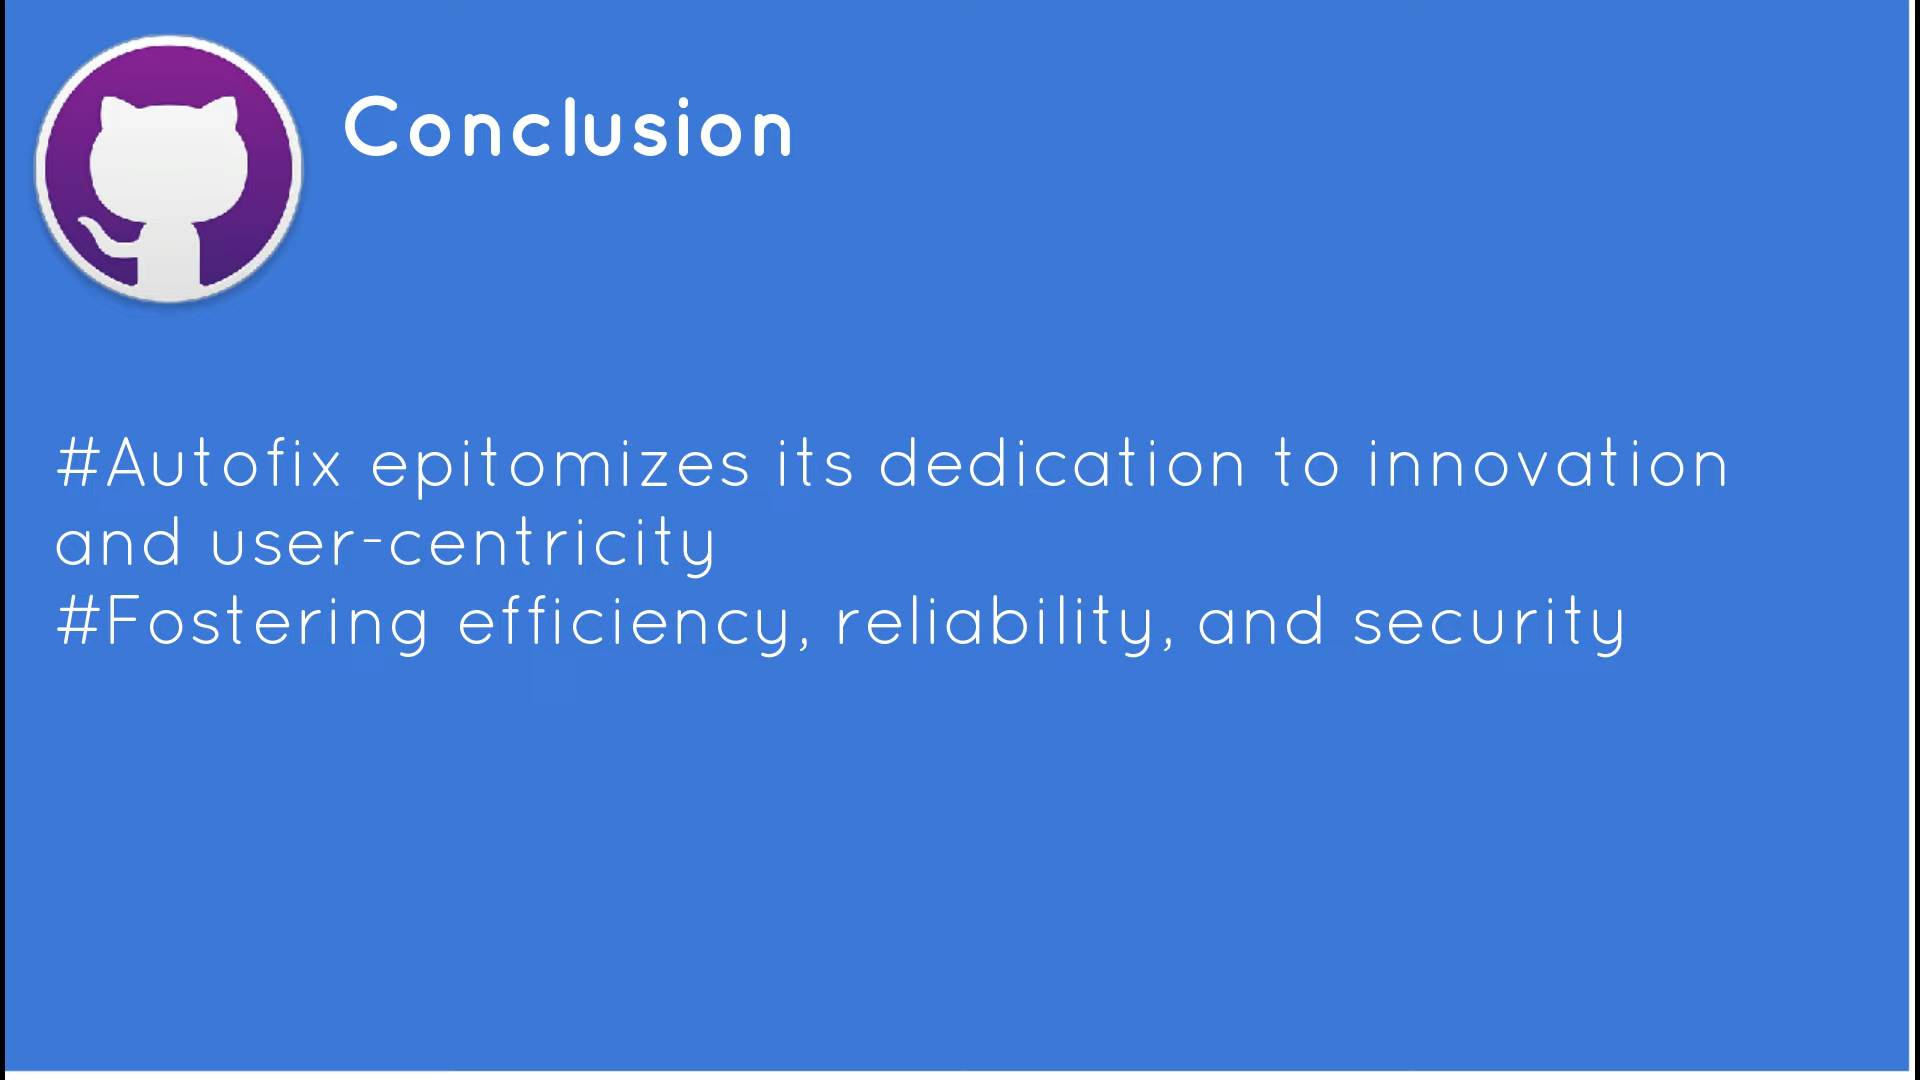 Conclusion
#Autofix epitomizes its dedication to innovation
and user-centricity
#Fostering efficiency, reliability, and security